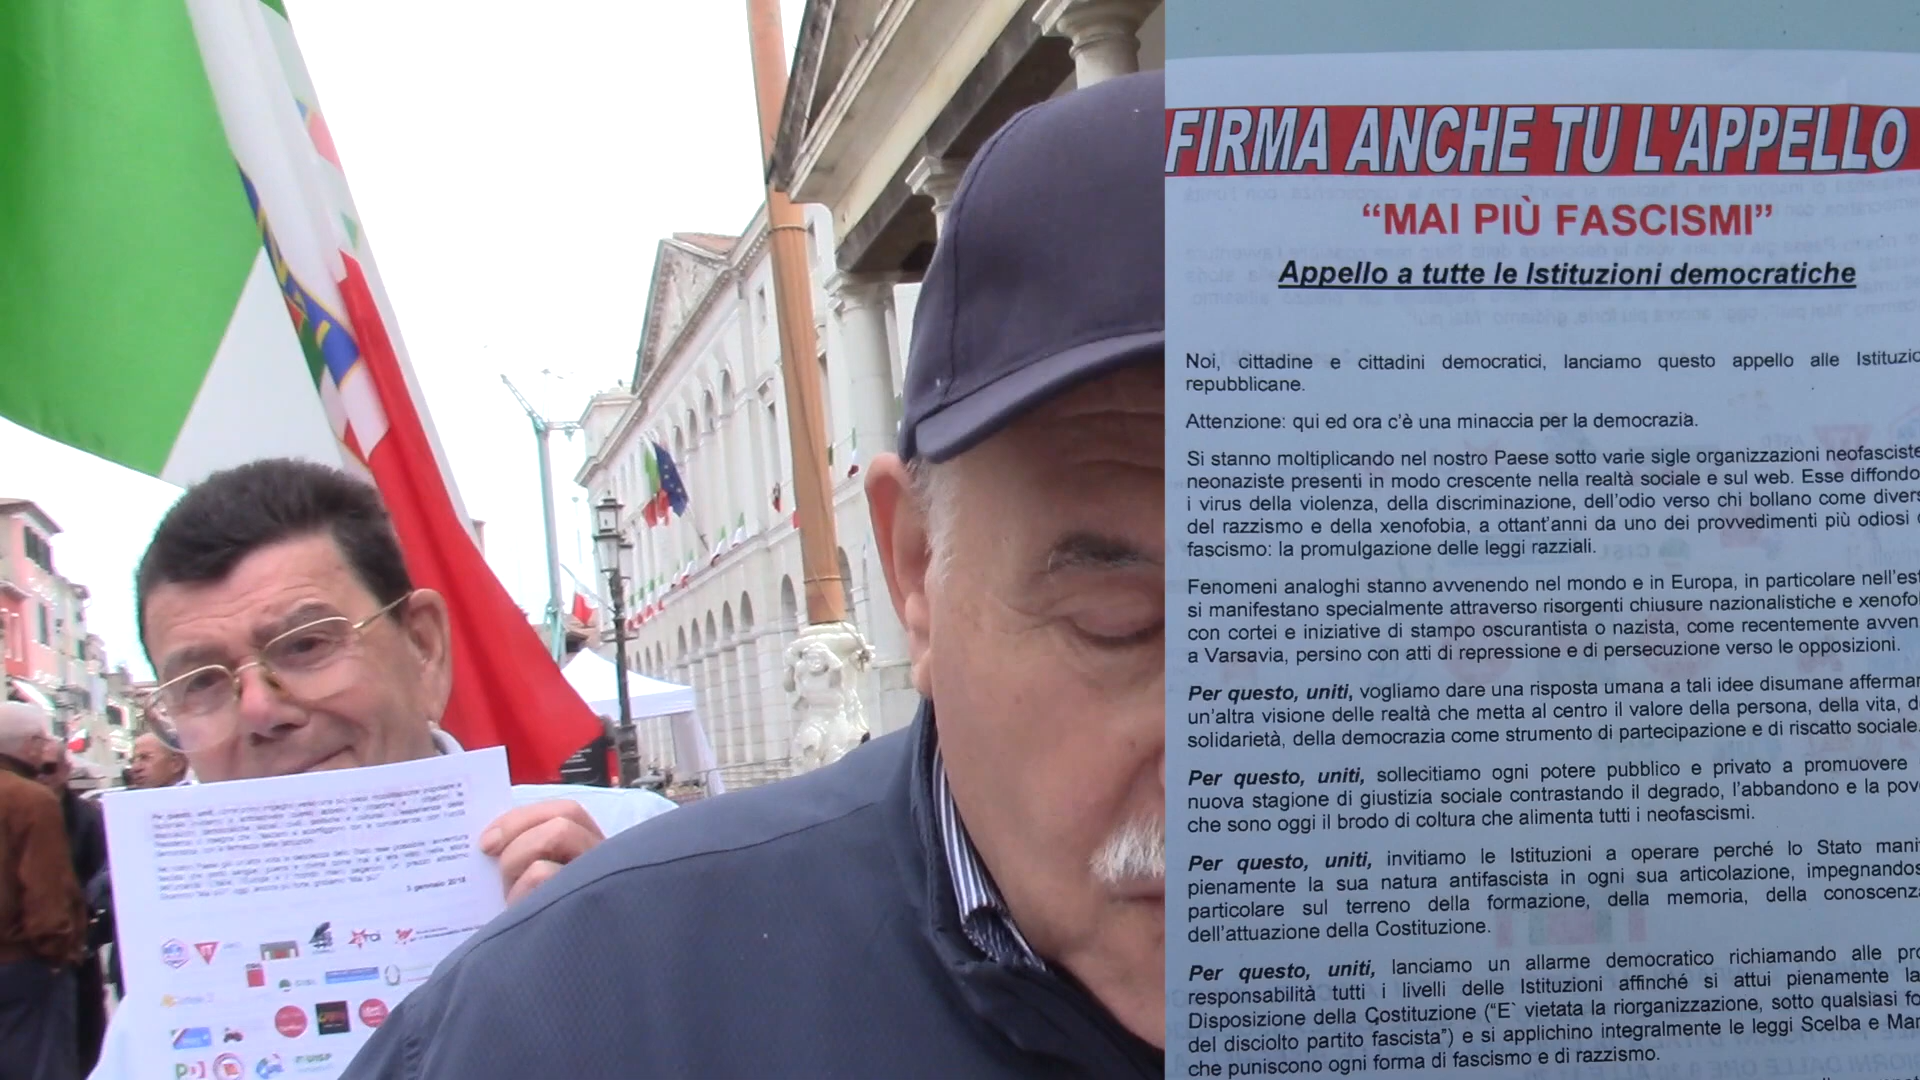 FIRMA ANCHE TU L'APPELLO
“MAI PIÙ FASCISMI”
Appello a tutte le Istituzioni democratiche
Noi, cittadine e cittadini democratici, lanciamo questo appello alle Istituzio
repubblicane.
Attenzione: qui ed ora c’è una minaccia per la democrazia.
Si stanno moltiplicando nel nostro Paese sotto varie sigle organizzazioni neofasciste
neonaziste presenti in modo crescente nella realtà sociale e sul web. Esse diffondo
i virus della violenza, della discriminazione, dell’odio verso chi bollano come divers
del razzismo e della xenofobia, a ottant’anni da uno dei provvedimenti più odiosi
fascismo: la promulgazione delle leggi razziali.
Fenomeni analoghi stanno avvenendo nel mondo e in Europa, in particolare nell’est
si manifestano specialmente attraverso risorgenti chiusure nazionalistiche e xenofo
con cortei e iniziative di stampo oscurantista o nazista, come recentemente avven
a Varsavia, persino con atti di repressione e di persecuzione verso le opposizioni.
Per questo, uniti, vogliamo dare una risposta umana a tali idee disumane afferman
un’altra visione delle realtà che metta al centro il valore della persona, della vita, d
solidarietà, della democrazia come strumento di partecipazione e di riscatto sociale.
Per questo, uniti, sollecitiamo ogni potere pubblico e privato a promuovere
nuova stagione di giustizia sociale contrastando il degrado, l’abbandono e la pov
che sono oggi il brodo di coltura che alimenta tutti i neofascismi.
Per questo, uniti, invitiamo le Istituzioni a operare perché lo Stato mani
pienamente la sua natura antifascista in ogni sua articolazione, impegnandos
particolare sul terreno della formazione, della memoria, della conoscenza
dell’attuazione della Costituzione.
Per questo, uniti, lanciamo un allarme democratico richiamando alle pro
responsabilità tutti i livelli delle Istituzioni affinché si attui pienamente la
Disposizione della Costituzione (“E` vietata la riorganizzazione, sotto qualsiasi fo
del disciolto partito fascista”) e si applichino integralmente le leggi Scelba e Man
che puniscono ogni forma di fascismo e di razzismo.
gennaio 2018
PD
UISP